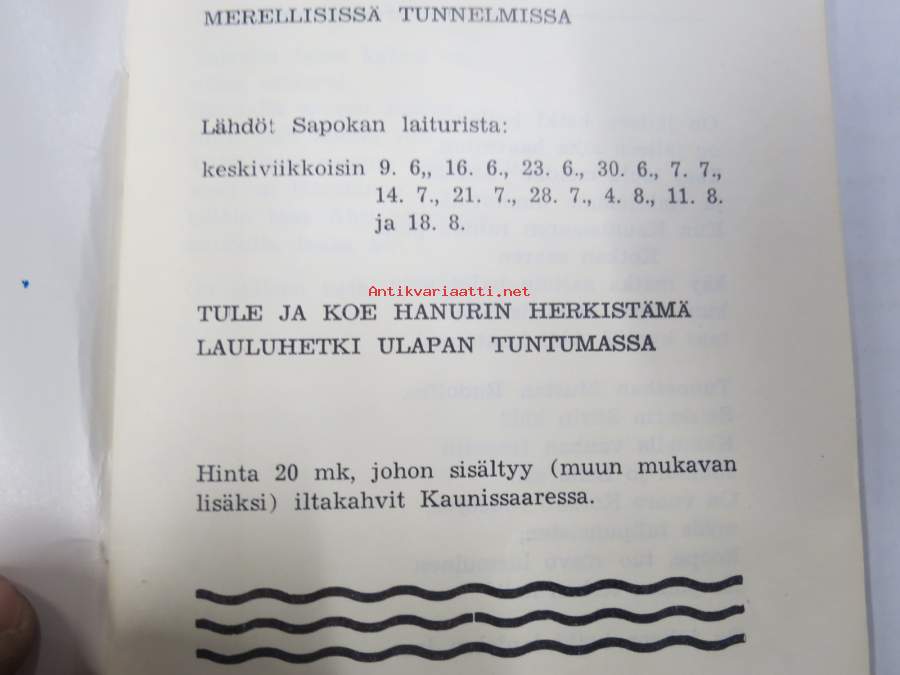 MERELLISISSÄ TUNNELMISSA
Lähdöt Sapokan laiturista:
keskiviikkoisin 9. 6,, 16. 6., 23. 6., 30. 6., 7. 7.,
14. 7., 21. 7., 28. 7., 4. 8., 11. 8.
ja 18. 8.
Antikvariaatti.net
TULE JA KOE HANURIN HERKISTÄMÄ
LAULUHETKI ULAPAN TUNTUMASSA
Hinta 20 mk, johon sisältyy (muun mukavan
lisäksi) iltakahvit Kaunissaaressa.